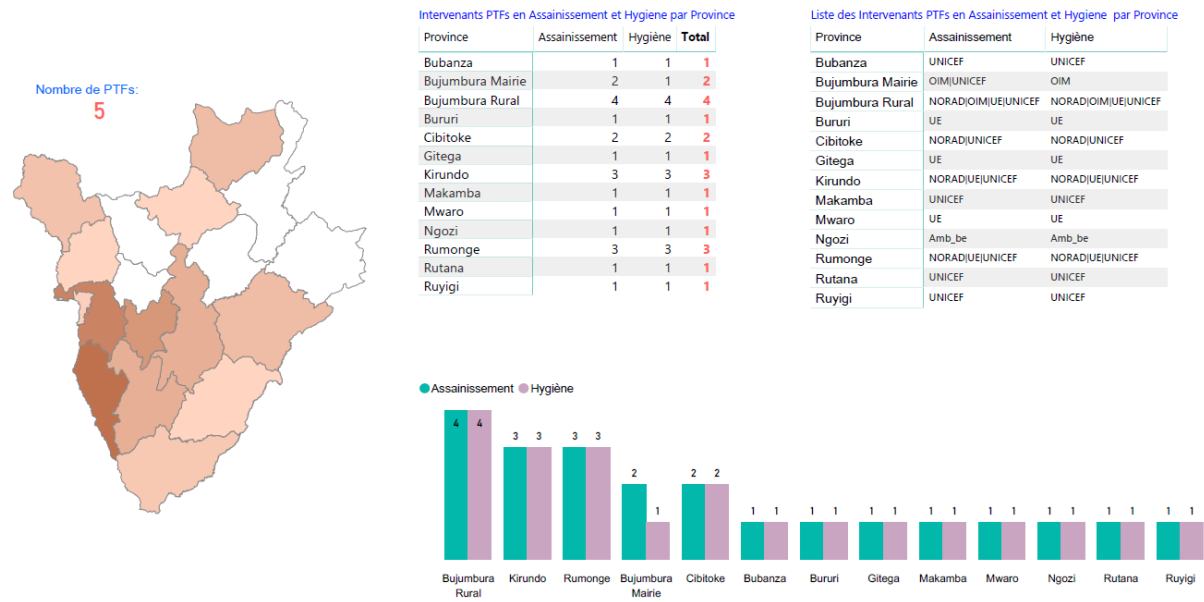 Nombre de PTFs:
5
Intervenants PTFs en Assainissement et Hygiene par Province
Province Assainissement Hygiène Total
Bubanza 1 1 1
Bujumbura Mairie 2 1 2
Bujumbura Rural 4 4 4
Bururi 1 1 1
Cibitoke 2 2 2
Gitega 1 1 1
Kirundo 3 3 3
Makamba 1 1 1
Mwaro 1 1 1
Ngozi 1 1 1
Rumonge 3 3 3
Rutana 1 1 1
Ruyigi 1 1 1
Liste des Intervenants PTFs en Assainissement et Hygiene par Province
Province Assainissement Hygiène
Bubanza UNICEF UNICEF
Bujumbura Mairie OIM|UNICEF OIM
Bujumbura Rural NORAD|OIM|UE|UNICEF NORAD|OIM|UE|UNICEF
Bururi UE UE
Cibitoke NORAD|UNICEF NORAD|UNICEF
Gitega UE UE
Kirundo NORAD|UE|UNICEF NORAD|UE|UNICEF
Makamba UNICEF UNICEF
Mwaro UE UE
Ngozi Amb_be Amb_be
Rumonge NORAD|UE|UNICEF NORAD|UE|UNICEF
Rutana UNICEF UNICEF
Ruyigi UNICEF UNICEF
Assainissement Hygiène
4 4 3 3 3 3 2 1 2 2 1 1 1 1 1 1 1 1 1 1 1 1 1 1 1 1
Bujumbura Kirundo Rumonge Bujumbura Cibitoke Bubanza Bururi Gitega Makamba Mwaro Ngozi Rutana Ruyigi
Rural Mairie